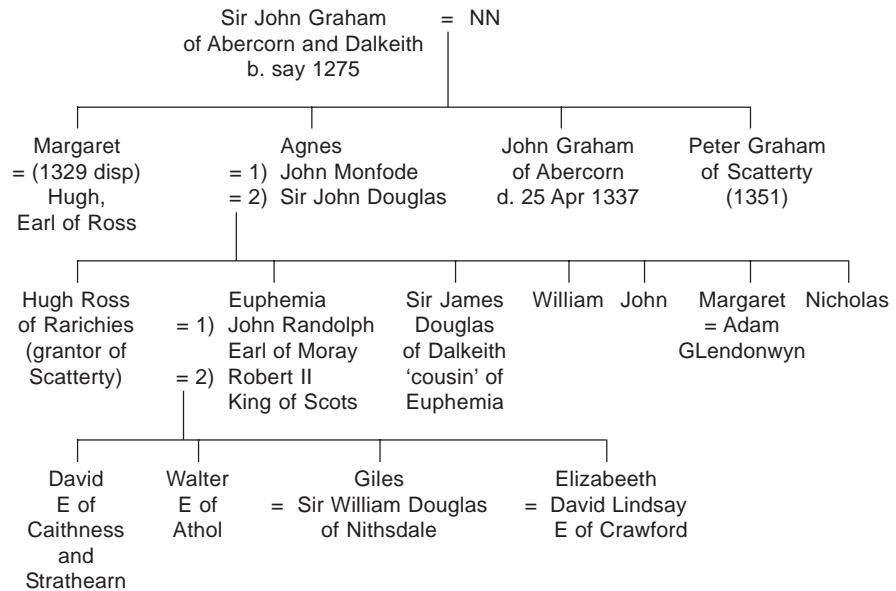 Sir John Graham = NN
of Abercorn and Dalkeith
b. say 1275
Margaret
= (1329 disp)
Hugh,
Earl of Ross
Agnes
= 1) John Monfode
= 2) Sir John Douglas
John Graham
of Abercorn
d. 25 Apr 1337
Peter Graham
of Scatterty
(1351)
Hugh Ross
of Rarichies
(grantor of
Scatterty)
Euphemia
= 1) John Randolph
Earl of Moray
= 2) Robert II
King of Scots
Sir James
Douglas
of Dalkeith
‘cousin’ of
Euphemia
William
John
Margaret
= Adam
GLendonwyn
Nicholas
David
E of
Caithness
and
Strathearn
Walter
E of
Athol
Giles
= Sir William Douglas
of Nithsdale
Elizabeeth
= David Lindsay
E of Crawford